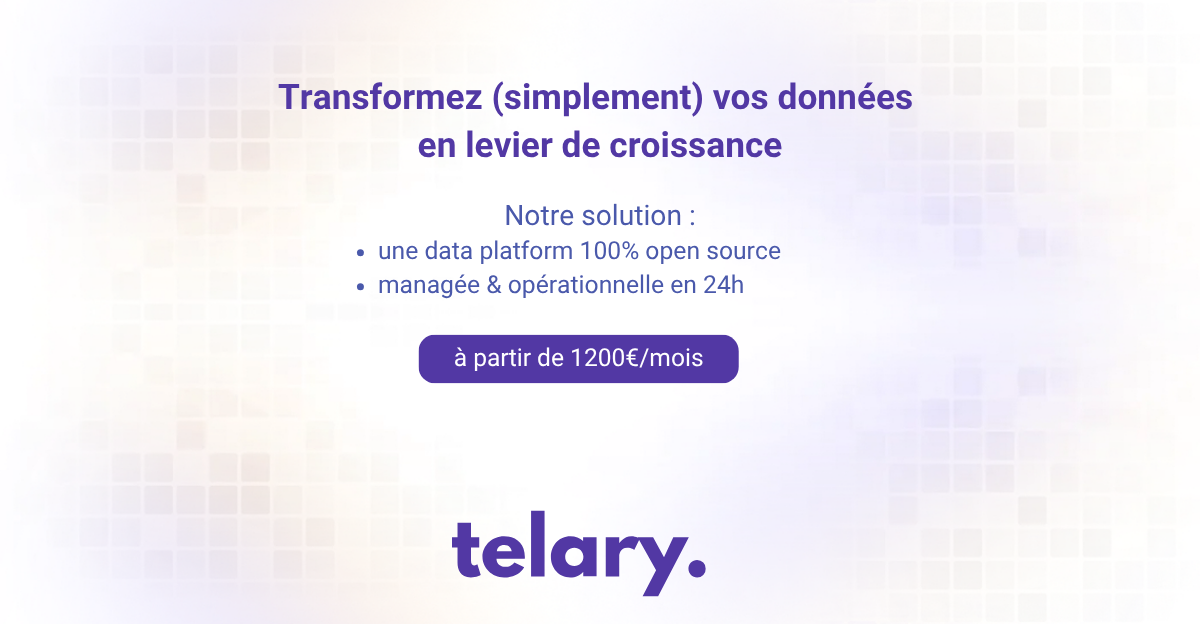 Transformez (simplement) vos données
en levier de croissance
Notre solution :
• une data platform 100% open source
• managée & opérationnelle en 24h
à partir de 1200€/mois
telary.